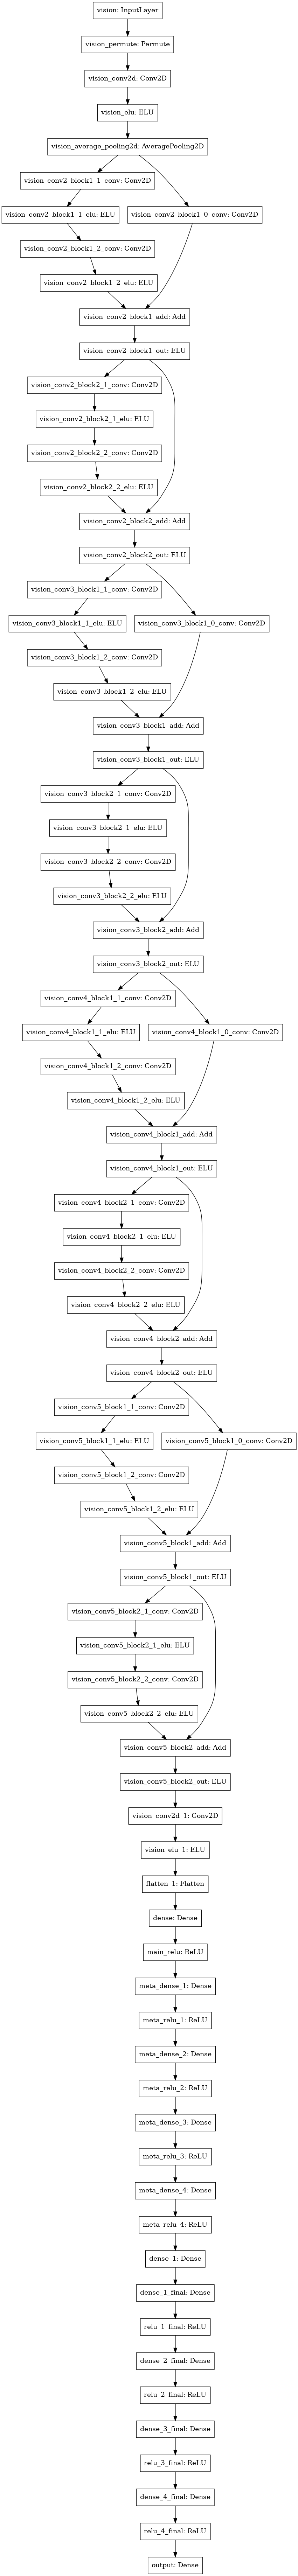 vision: InputLayer
vision_permute: Permute
vision_conv2d: Conv2D
vision_elu: ELU
vision_average_pooling2d: AveragePooling2D
vision_conv2_block1_1_conv: Conv2D
vision_conv2_block1_1_elu: ELU
vision_conv2_block1_0_conv: Conv2D
vision_conv2_block1_2_conv: Conv2D
vision_conv2_block1_2_elu: ELU
vision_conv2_block1_add: Add
vision_conv2_block1_out: ELU
vision_conv2_block2_1_conv: Conv2D
vision_conv2_block2_1_elu: ELU
vision_conv2_block2_2_conv: Conv2D
vision_conv2_block2_2_elu: ELU
vision_conv2_block2_add: Add
vision_conv2_block2_out: ELU
vision_conv3_block1_1_conv: Conv2D
vision_conv3_block1_1_elu: ELU
vision_conv3_block1_0_conv: Conv2D
vision_conv3_block1_2_conv: Conv2D
vision_conv3_block1_2_elu: ELU
vision_conv3_block1_add: Add
vision_conv3_block1_out: ELU
vision_conv3_block2_1_conv: Conv2D
vision_conv3_block2_1_elu: ELU
vision_conv3_block2_2_conv: Conv2D
vision_conv3_block2_2_elu: ELU
vision_conv3_block2_add: Add
vision_conv3_block2_out: ELU
vision_conv4_block1_1_conv: Conv2D
vision_conv4_block1_1_elu: ELU
vision_conv4_block1_0_conv: Conv2D
vision_conv4_block1_2_conv: Conv2D
vision_conv4_block1_2_elu: ELU
vision_conv4_block1_add: Add
vision_conv4_block1_out: ELU
vision_conv4_block2_1_conv: Conv2D
vision_conv4_block2_1_elu: ELU
vision_conv4_block2_2_conv: Conv2D
vision_conv4_block2_2_elu: ELU
vision_conv4_block2_add: Add
vision_conv4_block2_out: ELU
vision_conv5_block1_1_conv: Conv2D
vision_conv5_block1_1_elu: ELU
vision_conv5_block1_0_conv: Conv2D
vision_conv5_block1_2_conv: Conv2D
vision_conv5_block1_2_elu: ELU
vision_conv5_block1_add: Add
vision_conv5_block1_out: ELU
vision_conv5_block2_1_conv: Conv2D
vision_conv5_block2_1_elu: ELU
vision_conv5_block2_2_conv: Conv2D
vision_conv5_block2_2_elu: ELU
vision_conv5_block2_add: Add
vision_conv5_block2_out: ELU
vision_conv2d_1: Conv2D
vision_elu_1: ELU
flatten_1: Flatten
dense: Dense
main_relu: ReLU
meta_dense_1: Dense
meta_relu_1: ReLU
meta_dense_2: Dense
meta_relu_2: ReLU
meta_dense_3: Dense
meta_relu_3: ReLU
meta_dense_4: Dense
meta_relu_4: ReLU
dense_1: Dense
dense_1_final: Dense
relu_1_final: ReLU
dense_2_final: Dense
relu_2_final: ReLU
dense_3_final: Dense
relu_3_final: ReLU
dense_4_final: Dense
relu_4_final: ReLU
output: Dense